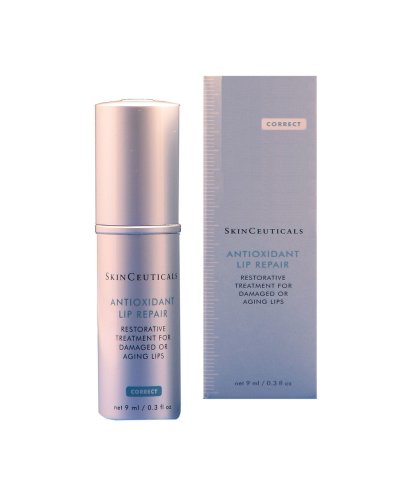 SKINCEUTICALS
ANTIOXIDANT
LIP REPAIR
RESTORATIVE
TREATMENT FOR
DAMAGED OR
AGING LIPS
CORRECT
net 9 ml / 0.3 fl oz
CORRECT
SKINCEUTICALS
ANTIOXIDANT
LIP REPAIR
RESTORATIVE
TREATMENT FOR
DAMAGED OR
AGING LIPS
net 9 ml / 0.3 fl oz